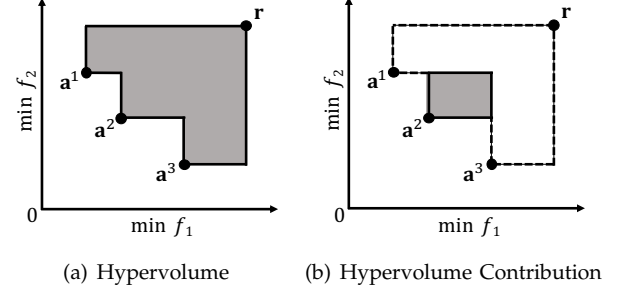 r
a¹
a²
a³
min f₂
0
min f₁
(a) Hypervolume
r
a¹
a²
a³
min f₂
0
min f₁
(b) Hypervolume Contribution